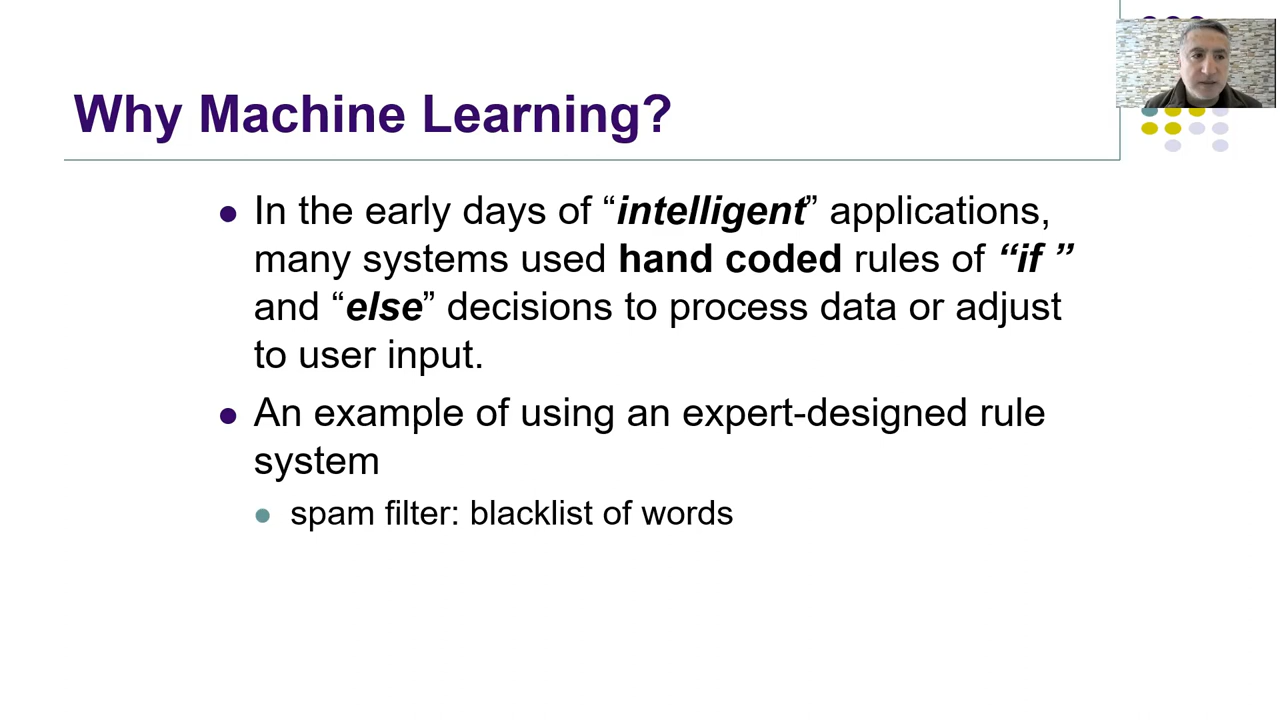 Why Machine Learning?
In the early days of “intelligent” applications,
many systems used hand coded rules of “if ”
and “else” decisions to process data or adjust
to user input.
An example of using an expert-designed rule
system
spam filter: blacklist of words